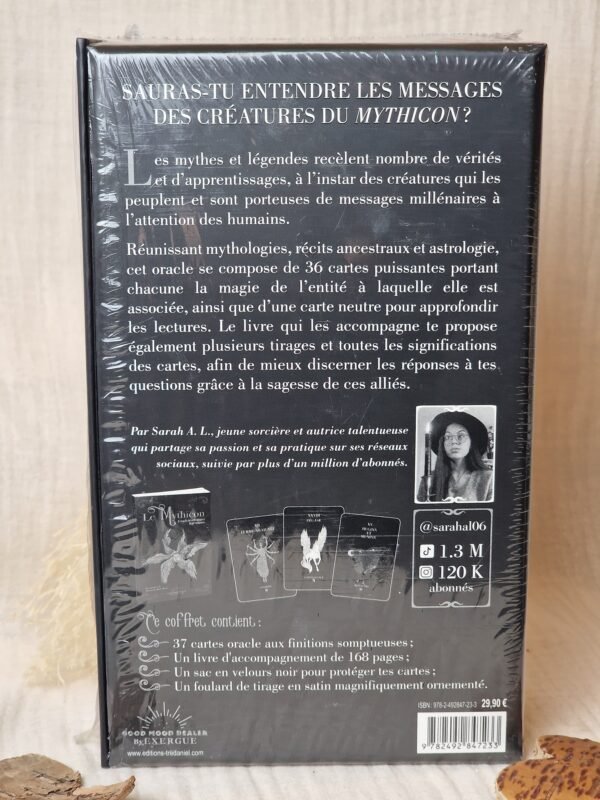 SAURAS-TU ENTENDRE LES MESSAGES
DES CRÉATURES DU MYTHICON ?
Les mythes et légendes recèlent nombre de vérités
et d'apprentissages, à l'instar des créatures qui les
peuplent et sont porteuses de messages millénaires à
l'attention des humains.
Réunissant mythologies, récits ancestraux et astrologie,
cet oracle se compose de 36 cartes puissantes portant
chacune la magie de l'entité à laquelle elle est
associée, ainsi que d'une carte neutre pour approfondir
les lectures. Le livre qui les accompagne te propose
également plusieurs tirages et toutes les significations
des cartes, afin de mieux discerner les réponses à tes
questions grâce à la sagesse de ces alliés.
Par Sarah A. L., jeune sorcière et autrice talentueuse
qui partage sa passion et sa pratique sur ses réseaux
sociaux, suivie par plus d'un million d'abonnés.
@sarahal06
1.3 M
120 K
abonnés
Le Mythicon
PÉGASE
Ce coffret contient :
37 cartes oracle aux finitions somptueuses ;
Un livre d'accompagnement de 168 pages ;
Un sac en velours noir pour protéger tes cartes ;
Un foulard de tirage en satin magnifiquement ornementé.
GOOD MOOD DEALER
By EXERGUE
www.editions-tredaniel.com
ISBN: 978-2-492847-23-3 29,90 €
9 782492 847233